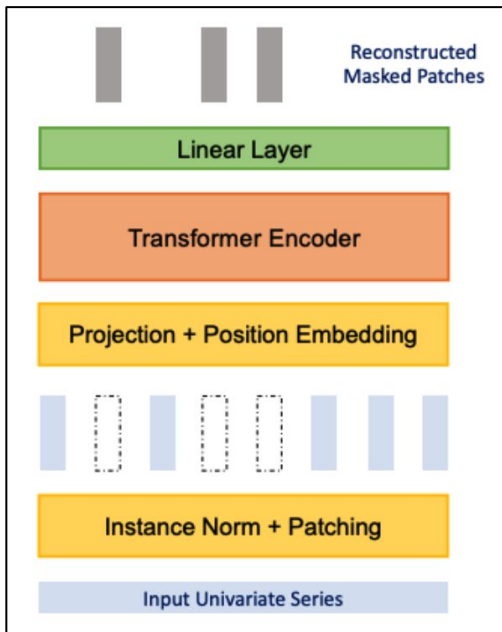 Reconstructed
Masked Patches
Linear Layer
Transformer Encoder
Projection + Position Embedding
Instance Norm + Patching
Input Univariate Series